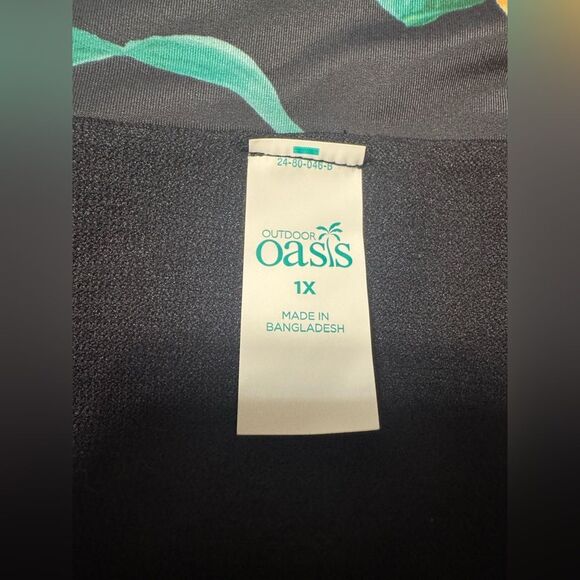 24-80-046-B
OUTDOOR
Oasis
1X
MADE IN
BANGLADESH